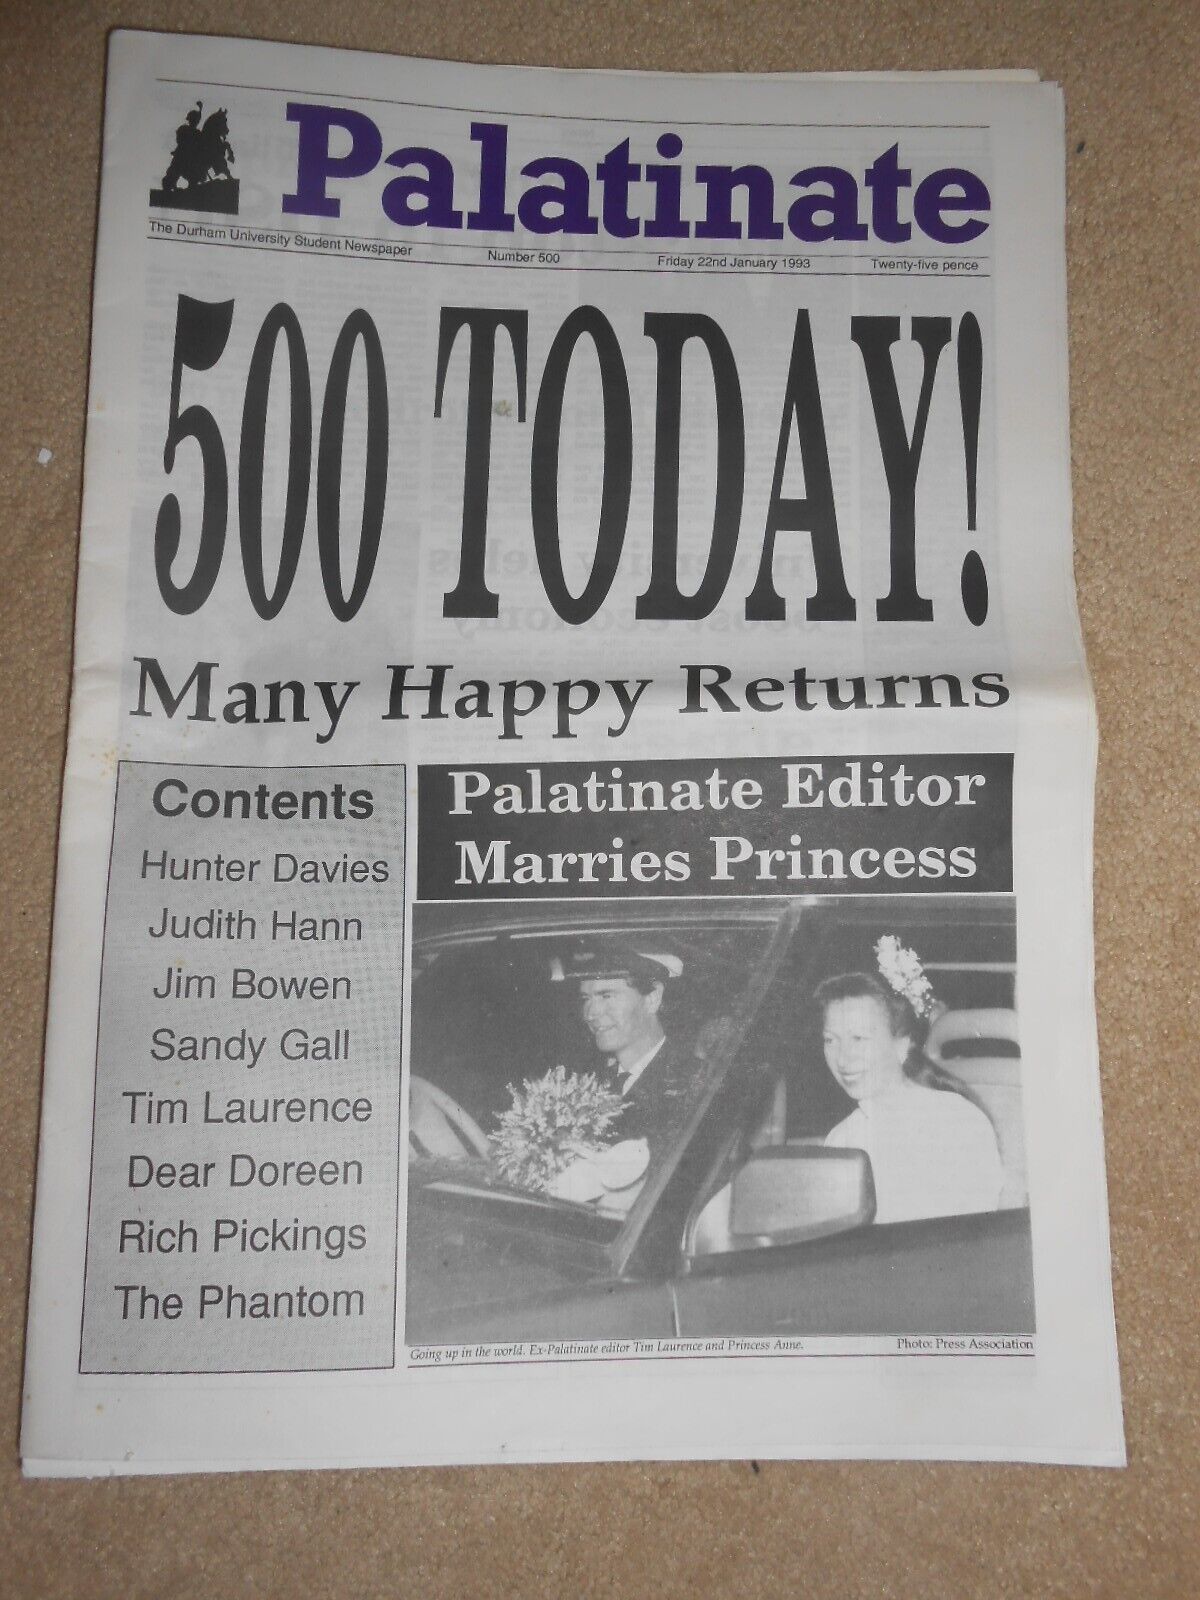 Palatinate
The Durham University Student Newspaper Number 500 Friday 22nd January 1993 Twenty-five pence
500 TODAY!
Many Happy Returns
Contents
Hunter Davies
Judith Hann
Jim Bowen
Sandy Gall
Tim Laurence
Dear Doreen
Rich Pickings
The Phantom
Palatinate Editor
Marries Princess
Going up in the world. Ex-Palatinate editor Tim Laurence and Princess Anne. Photo: Press Association